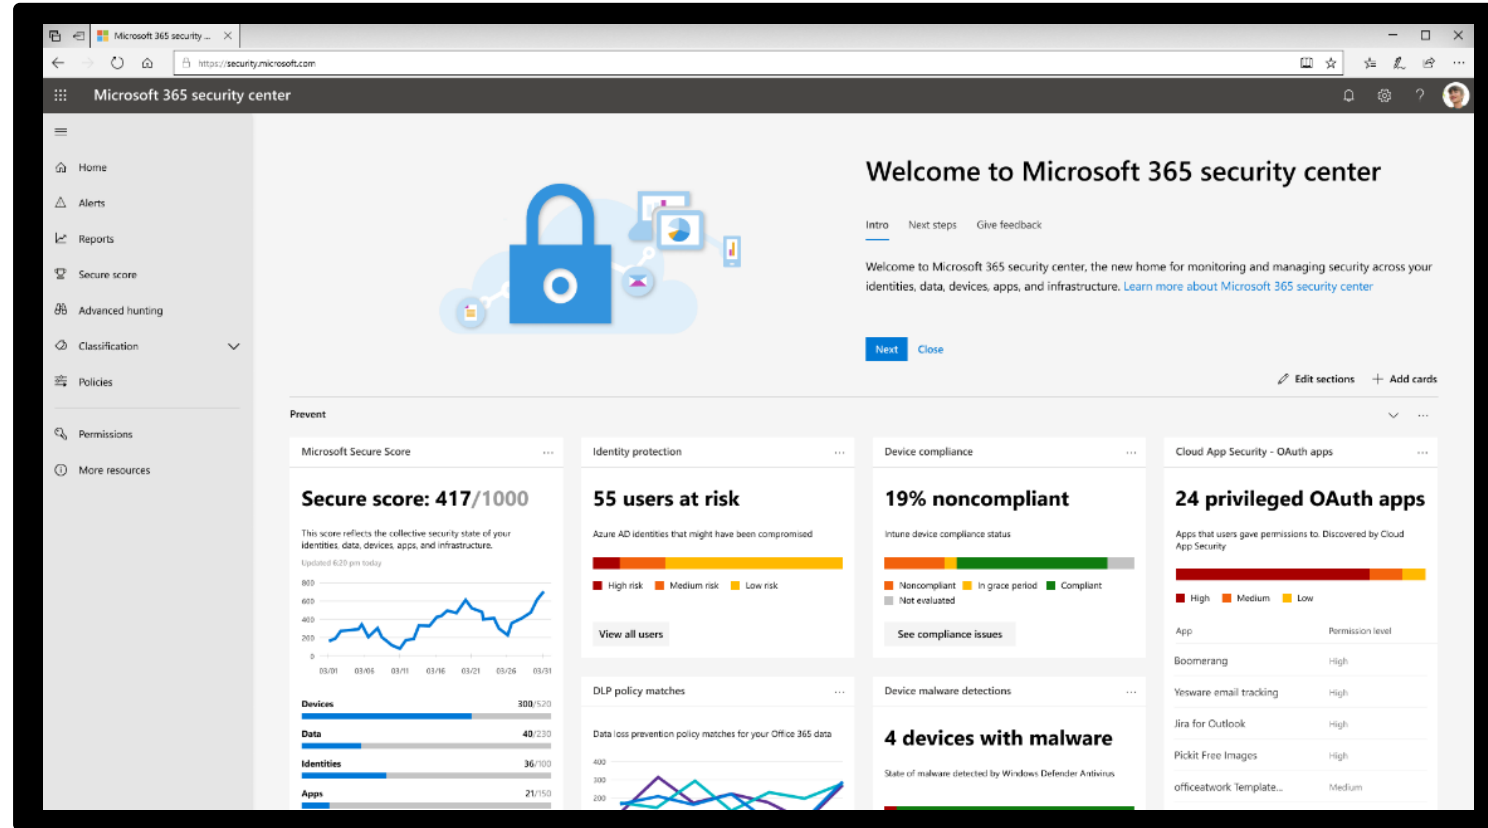 Microsoft 365 security ...
https://security.microsoft.com
Microsoft 365 security center
Home
Alerts
Reports
Secure score
Advanced hunting
Classification
Policies
Permissions
More resources
Welcome to Microsoft 365 security center
Intro Next steps Give feedback
Welcome to Microsoft 365 security center, the new home for monitoring and managing security across your
identities, data, devices, apps, and infrastructure. Learn more about Microsoft 365 security center
Next Close
Edit sections Add cards
Prevent
Microsoft Secure Score
Secure score: 417/1000
This score reflects the collective security state of your
identities, data, devices, apps, and infrastructure.
Updated 6:20 pm today
800
600
400
200
0
03/01 03/06 03/11 03/16 03/21 03/26 03/31
Devices 300/520
Data 40/230
Identities 36/100
Apps 21/150
Identity protection
55 users at risk
Azure AD identities that might have been compromised
High risk Medium risk Low risk
View all users
DLP policy matches
Data loss prevention policy matches for your Office 365 data
400
300
200
Device compliance
19% noncompliant
Intune device compliance status
Noncompliant In grace period Compliant
Not evaluated
See compliance issues
Device malware detections
4 devices with malware
State of malware detected by Windows Defender Antivirus
Cloud App Security - OAuth apps
24 privileged OAuth apps
Apps that users gave permissions to. Discovered by Cloud
App Security
High Medium Low
App Permission level
Boomerang High
Yesware email tracking High
Jira for Outlook High
Pickit Free Images High
officeatwork Template... Medium